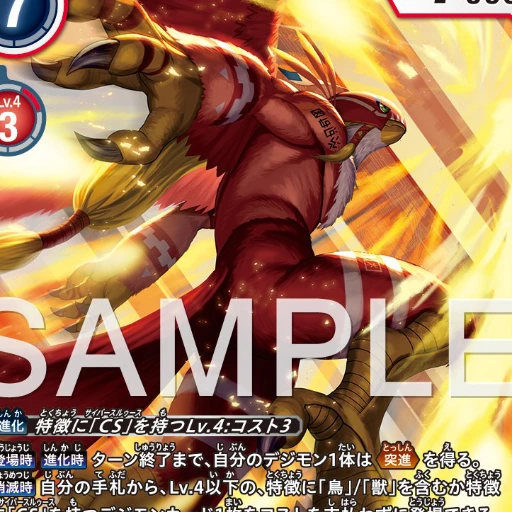 7
Lv.4
3
SAMPLE
進化 特徴に「CS」を持つLv.4:コスト3
登場時 進化時 ターン終了まで、自分のデジモン1体は 突進 を得る。
消滅時 自分の手札から、Lv.4以下の、特徴に「鳥」/「獣」を含むか特徴